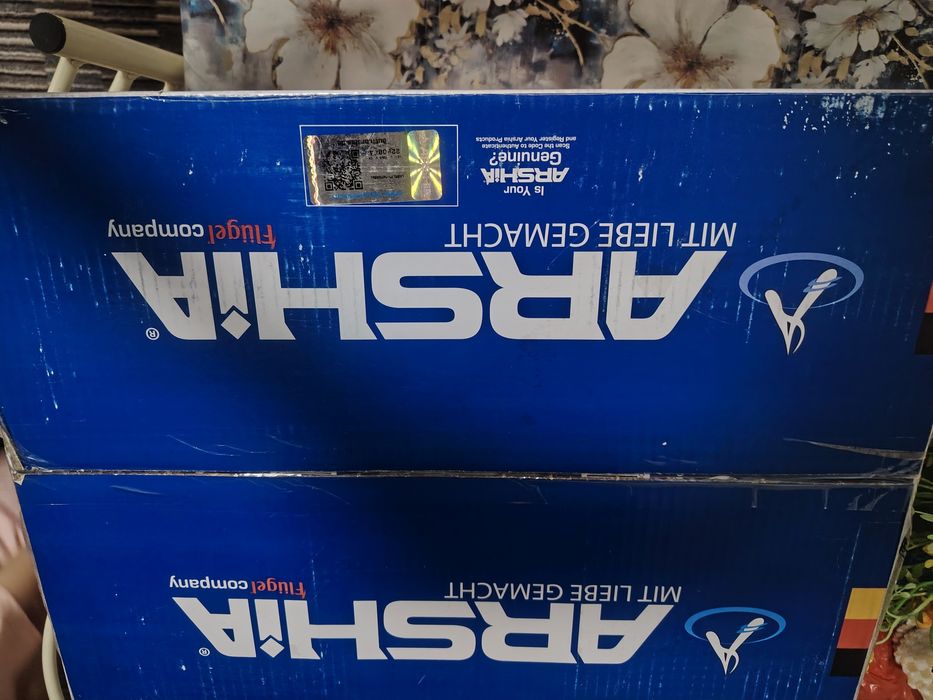 ARSHiA®
MIT LIEBE GEMACHT flügel company
ARSHiA®
MIT LIEBE GEMACHT flügel company
Is Your
ARSHiA
Genuine?
Scan the Code to Authenticate
and Register Your Arshia Products